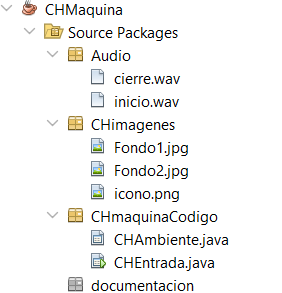 CHMaquina
Source Packages
Audio
cierre.wav
inicio.wav
CHimagenes
Fondo1.jpg
Fondo2.jpg
icono.png
CHmaquinaCodigo
CHAmbiente.java
CHEntrada.java
documentacion